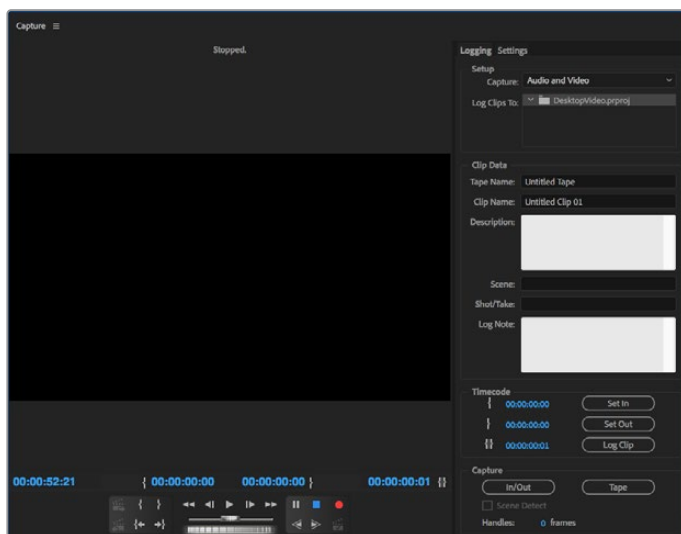 Capture
Stopped.
Logging Settings
Setup
Capture: Audio and Video
Log Clips To: DesktopVideo.prproj
Clip Data
Tape Name: Untitled Tape
Clip Name: Untitled Clip 01
Description:
Scene:
Shot/Take:
Log Note:
Timecode
{ 00:00:00:00 Set In
} 00:00:00:00 Set Out
{} 00:00:00:01 Log Clip
00:00:52:21 { 00:00:00:00 00:00:00:00 } 00:00:00:01 {}
Capture
In/Out Tape
Scene Detect
Handles: 0 frames